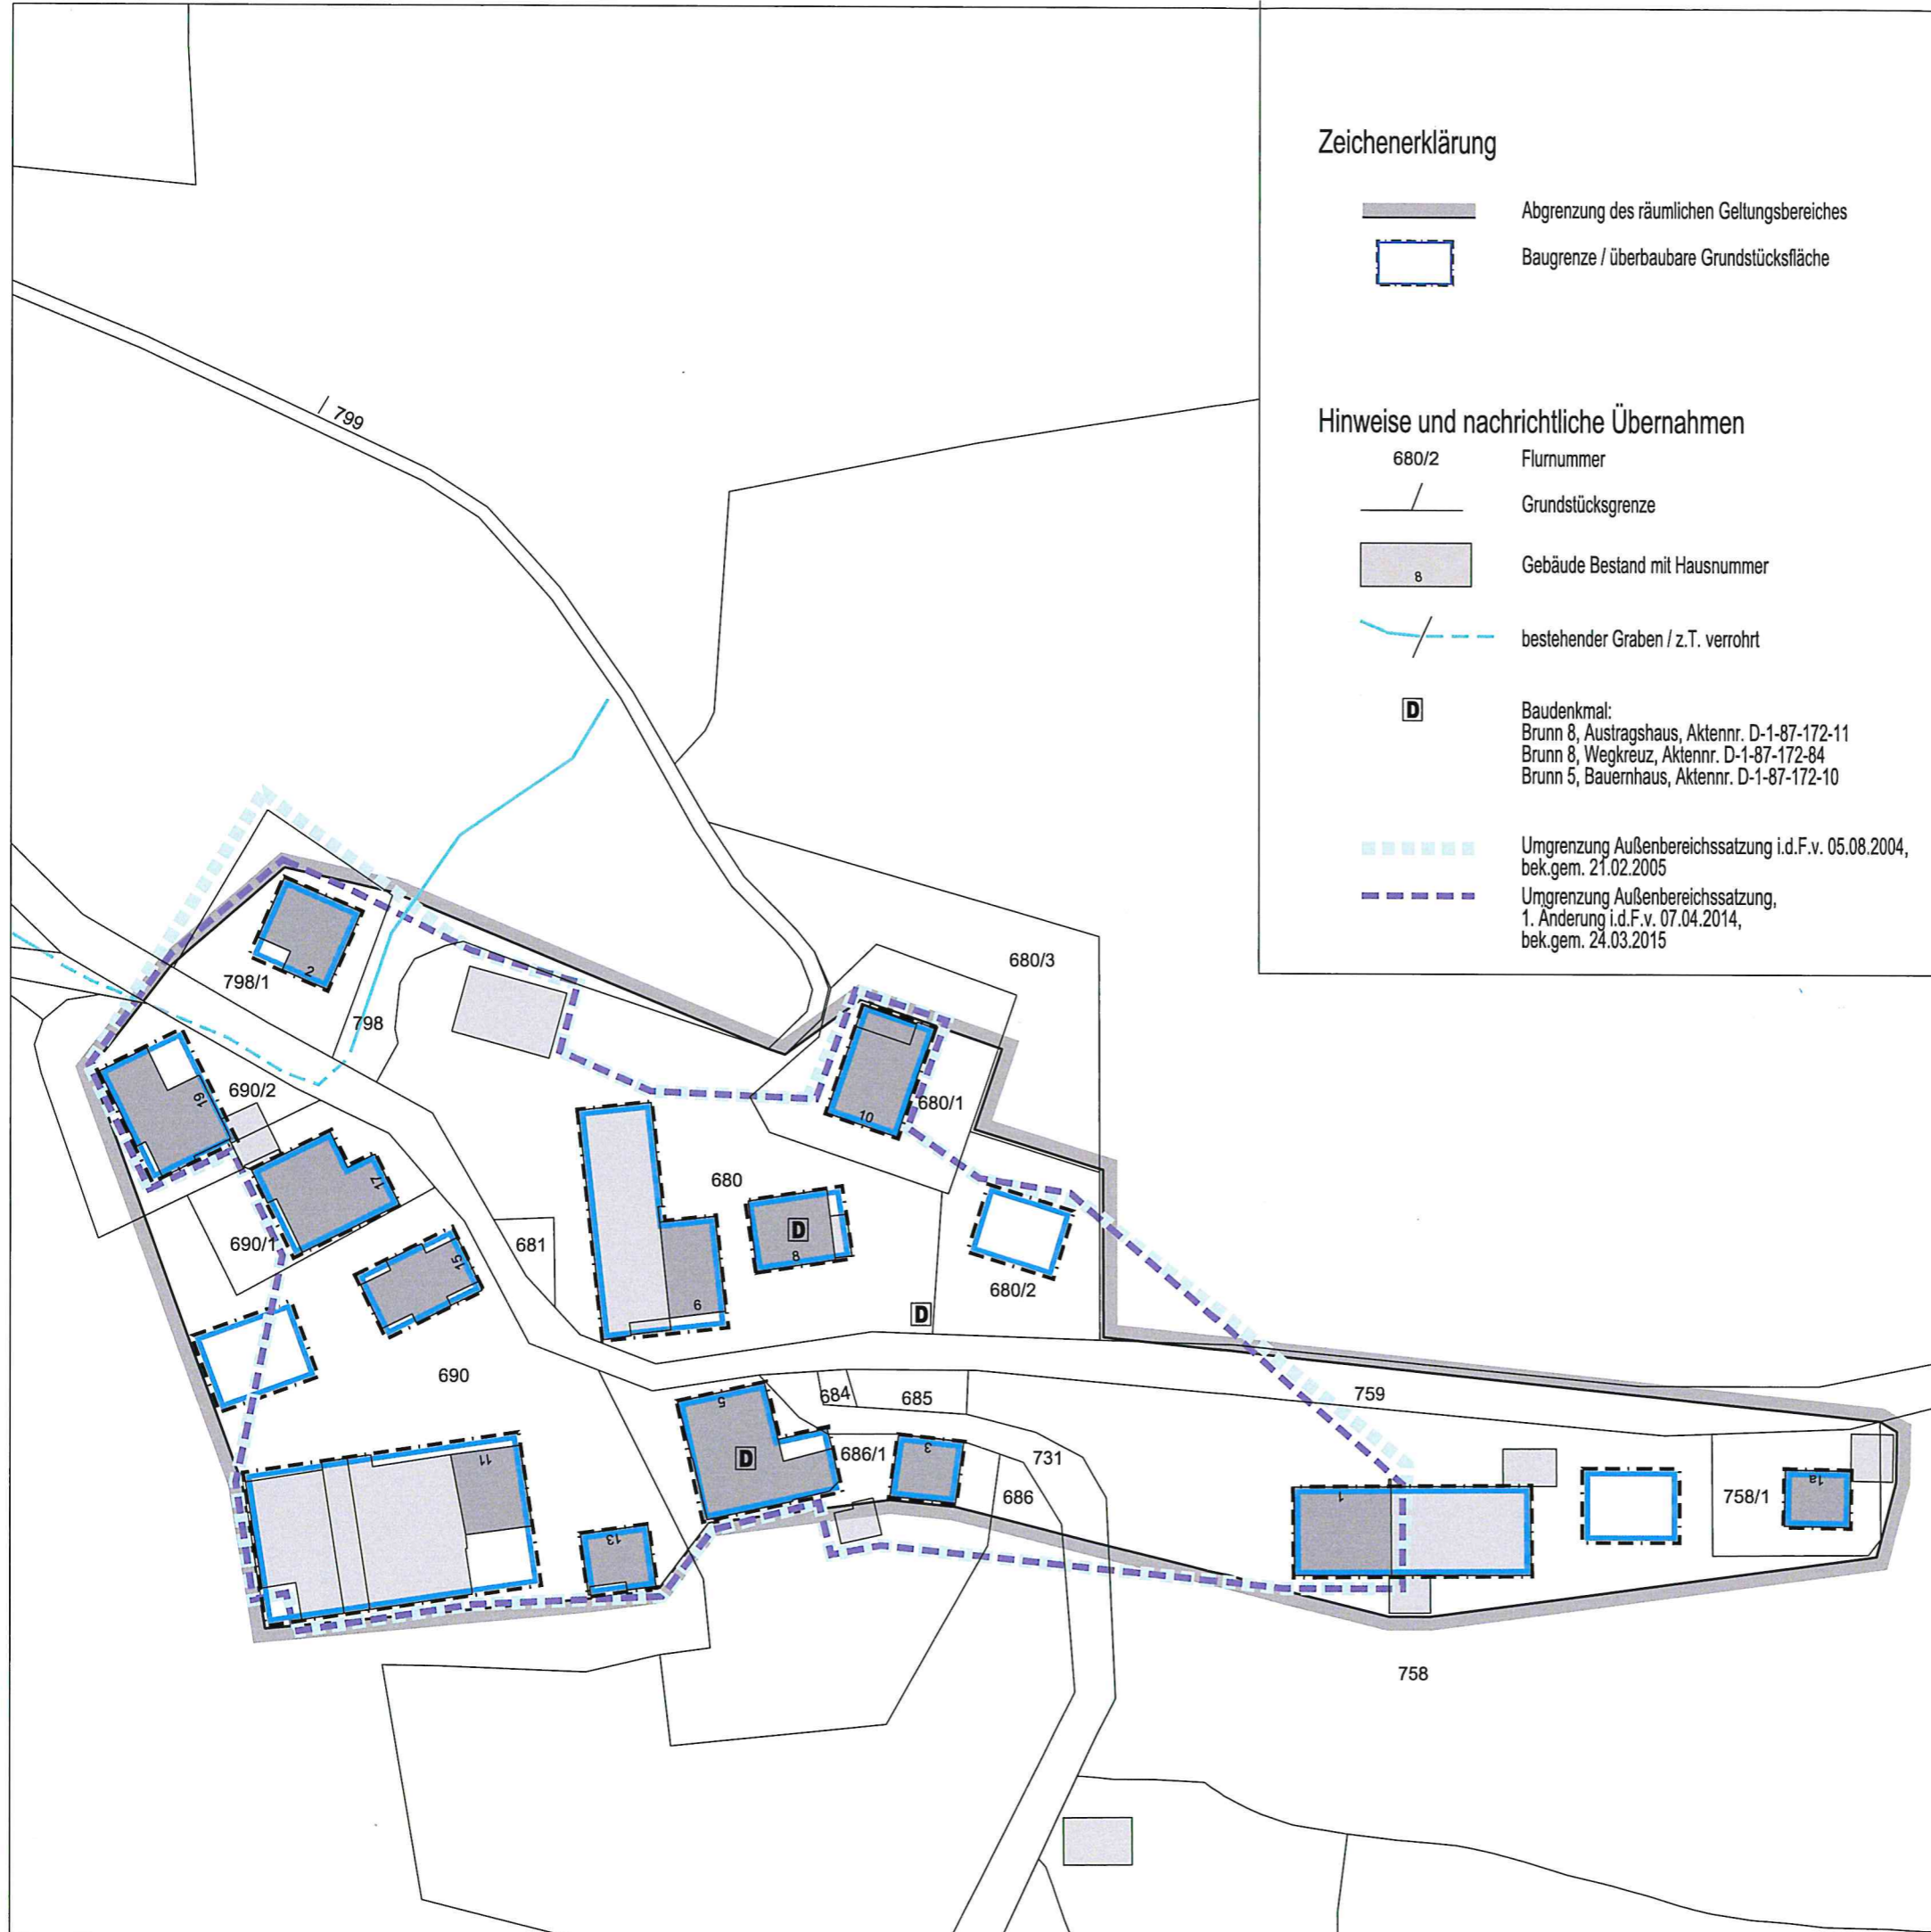 Zeichenerklärung
Abgrenzung des räumlichen Geltungsbereiches
Baugrenze / überbaubare Grundstücksfläche
Hinweise und nachrichtliche Übernahmen
680/2 Flurnummer
Grundstücksgrenze
8 Gebäude Bestand mit Hausnummer
bestehender Graben / z.T. verrohrt
D Baudenkmal:
Brunn 8, Austragshaus, Aktennr. D-1-87-172-11
Brunn 8, Wegkreuz, Aktennr. D-1-87-172-84
Brunn 5, Bauernhaus, Aktennr. D-1-87-172-10
Umgrenzung Außenbereichssatzung i.d.F.v. 05.08.2004,
bek.gem. 21.02.2005
Umgrenzung Außenbereichssatzung,
1. Änderung i.d.F.v. 07.04.2014,
bek.gem. 24.03.2015
799
680/3
2
798/1
798
19
690/2
680/1
10
17
690/1
680
681
15
D
8
680/2
9
D
690
684
685
759
5
D
686/1
3
731
686
11
13
1
758/1
1a
758